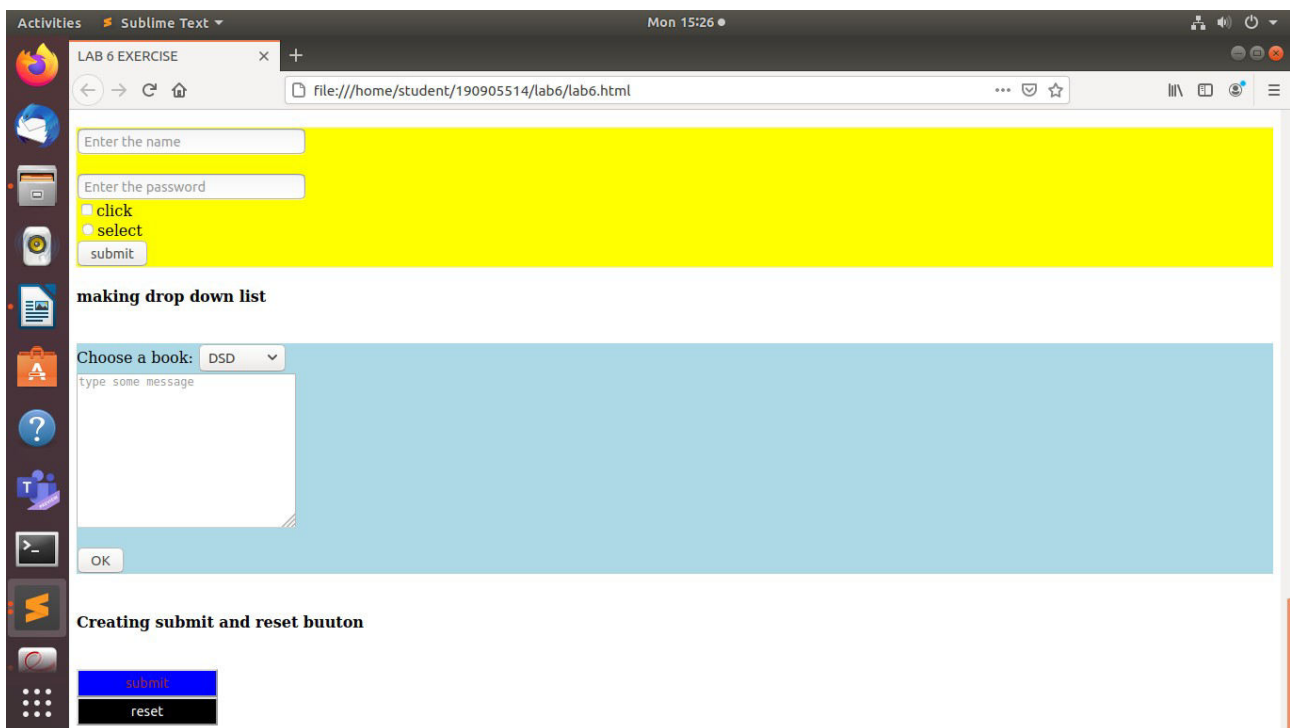 Activities Sublime Text Mon 15:26
LAB 6 EXERCISE
file:///home/student/190905514/lab6/lab6.html
Enter the name
Enter the password
click
select
submit
making drop down list
Choose a book: DSD
type some message
OK
Creating submit and reset buuton
submit
reset